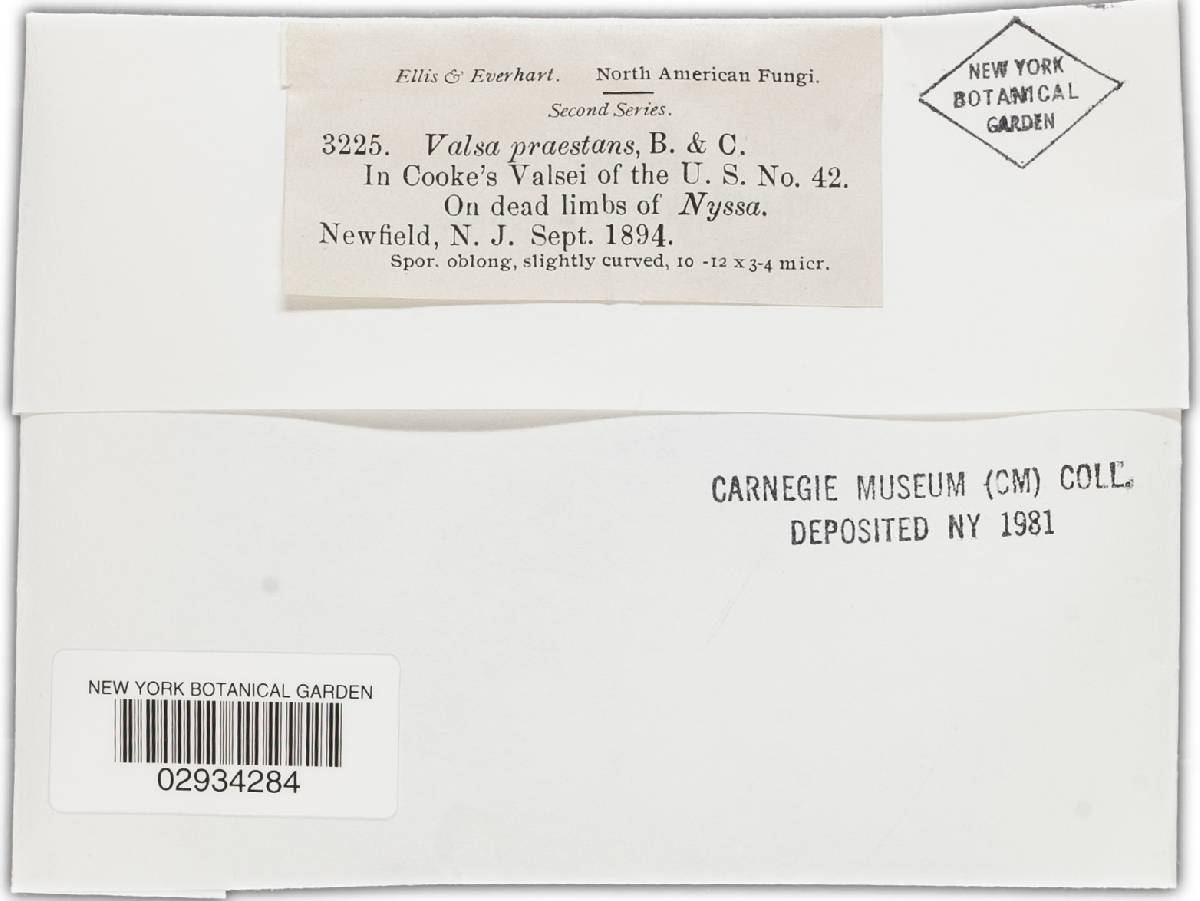 Ellis & Everhart. North American Fungi.
Second Series.
3225. Valsa praestans, B. & C.
In Cooke's Valsei of the U. S. No. 42.
On dead limbs of Nyssa.
Newfield, N. J. Sept. 1894.
Spor. oblong, slightly curved, 10 -12 x 3-4 micr.
NEW YORK
BOTANICAL
GARDEN
CARNEGIE MUSEUM (CM) COLL.
DEPOSITED NY 1981
NEW YORK BOTANICAL GARDEN
02934284